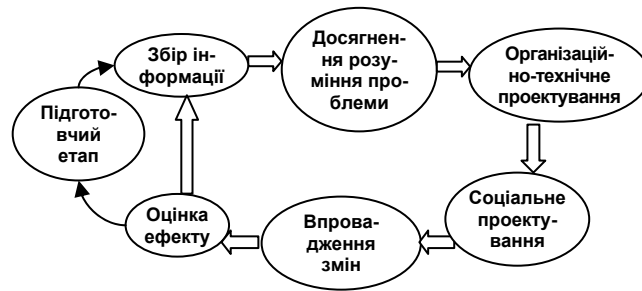 Збір ін-
формації
Досягнен-
ня розу-
міння про-
блеми
Організацій-
но-технічне
проектування
Підгото-
вчий
етап
Соціальне
проекту-
вання
Впрова-
дження
змін
Оцінка
ефекту